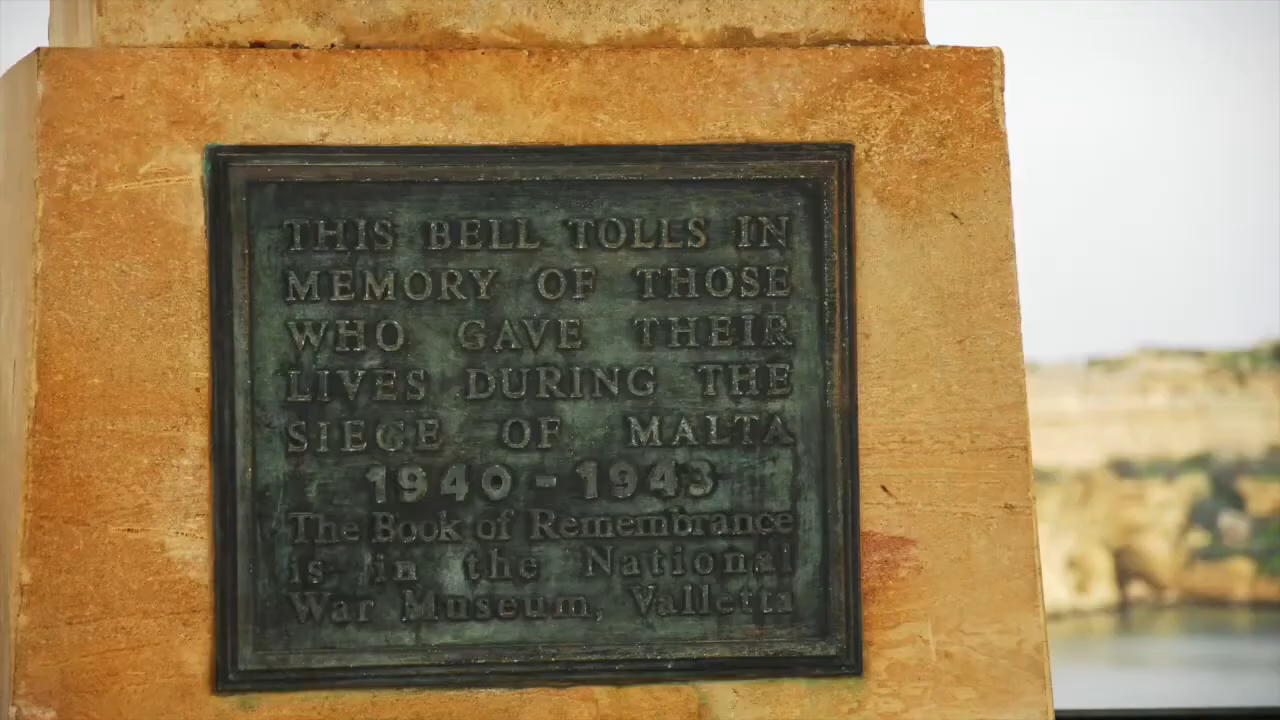 THIS BELL TOLLS IN
MEMORY OF THOSE
WHO GAVE THEIR
LIVES DURING THE
SIEGE OF MALTA
1940 - 1943
The Book of Remembrance
is in the National
War Museum, Valletta